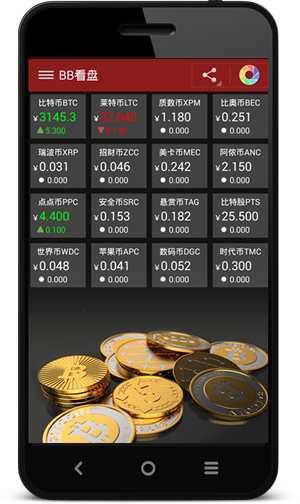 BB看盘
比特币BTC
¥3145.3
▲5.300
莱特币LTC
¥32.040
质数币XPM
¥1.180
0.000
比奥币BEC
¥0.251
0.000
瑞波币XRP
¥0.031
0.000
招财币ZCC
¥0.046
0.000
美卡币MEC
¥0.242
0.000
阿侬币ANC
¥2.150
0.000
点点币PPC
¥4.400
▲0.100
安全币SRC
¥0.153
0.000
悬赏币TAG
¥0.182
0.000
比特股PTS
¥25.500
0.000
世界币WDC
¥0.048
0.000
苹果币APC
¥0.041
0.000
数码币DGC
¥0.052
0.000
时代币TMC
¥0.300
0.000